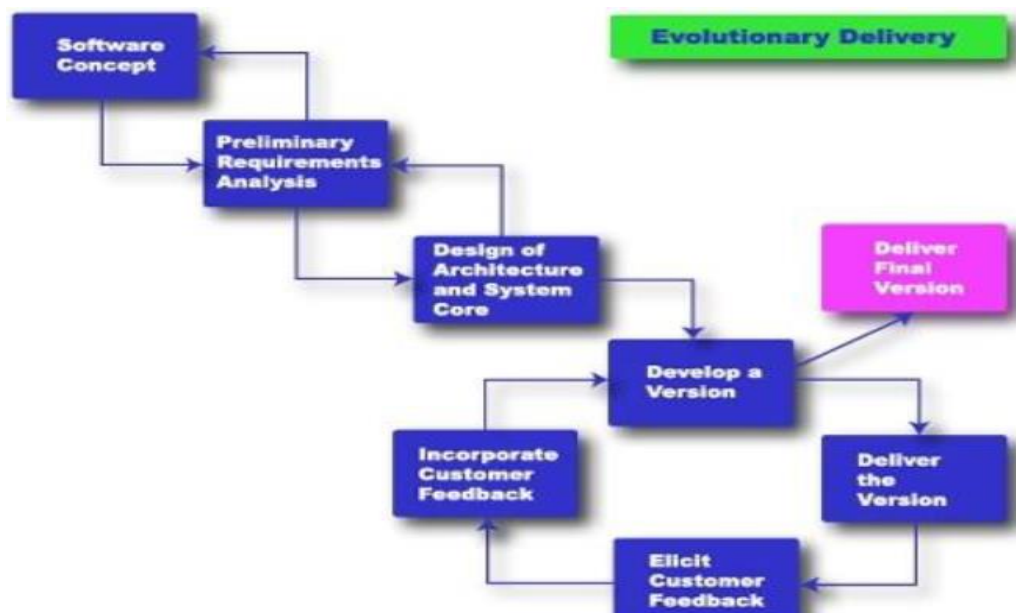 Evolutionary Delivery
Software
Concept
Preliminary
Requirements
Analysis
Design of
Architecture
and System
Core
Deliver
Final
Version
Develop a
Version
Incorporate
Customer
Feedback
Deliver
the
Version
Elicit
Customer
Feedback